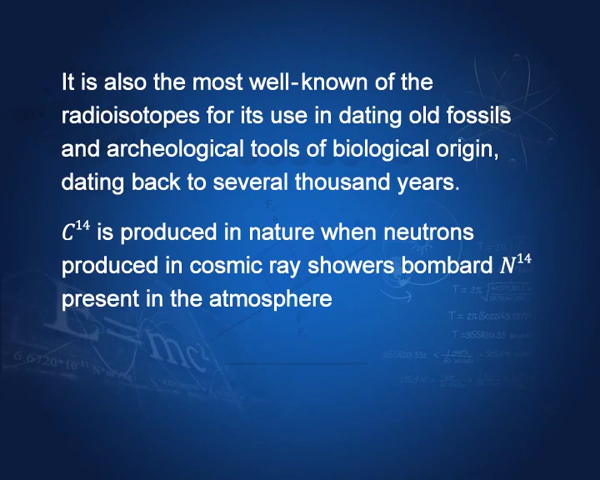 It is also the most well-known of the
radioisotopes for its use in dating old fossils
and archeological tools of biological origin,
dating back to several thousand years.
C¹⁴ is produced in nature when neutrons
produced in cosmic ray showers bombard N¹⁴
present in the atmosphere
E=mc²